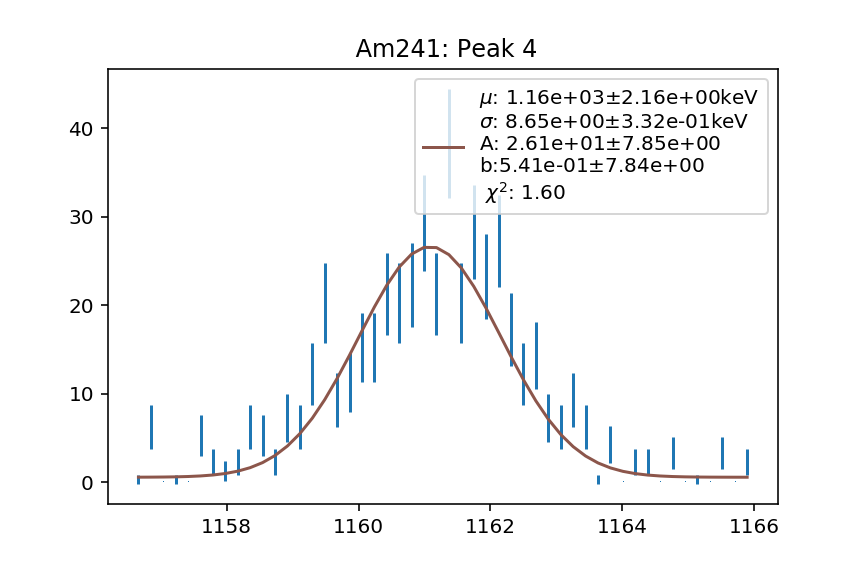 Am241: Peak 4
μ: 1.16e+03±2.16e+00keV
σ: 8.65e+00±3.32e-01keV
A: 2.61e+01±7.85e+00
b:5.41e-01±7.84e+00
χ²: 1.60
40
30
20
10
0
1158 1160 1162 1164 1166